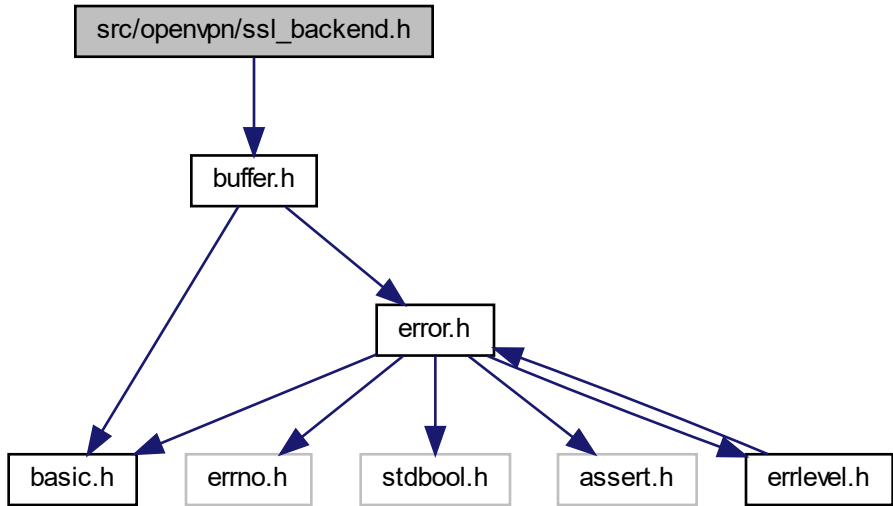 src/openvpn/ssl_backend.h
buffer.h
error.h
basic.h
errno.h
stdbool.h
assert.h
errlevel.h